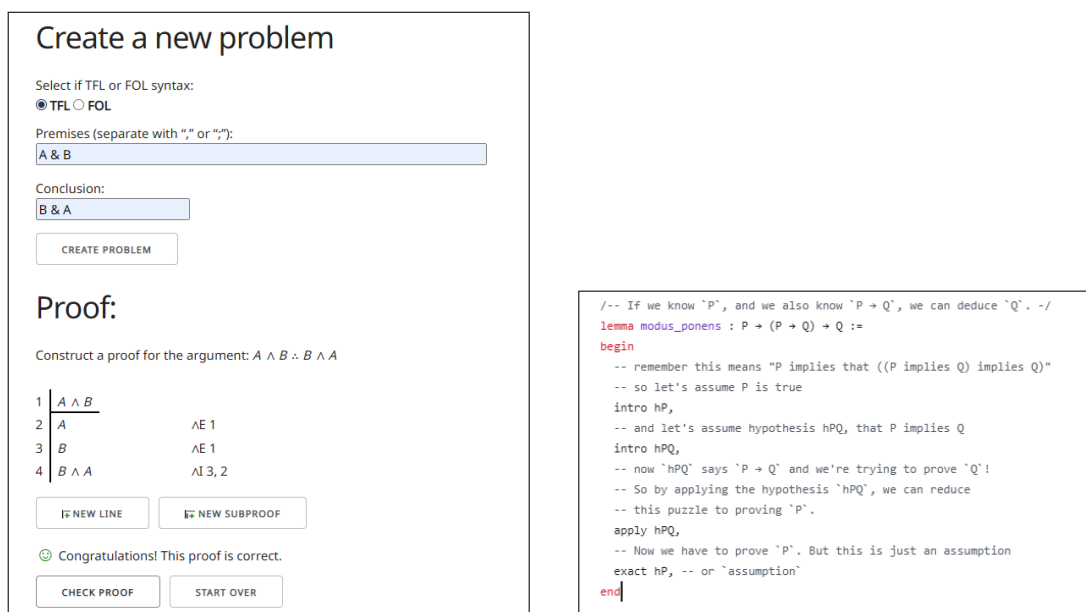 Create a new problem
Select if TFL or FOL syntax:
TFL FOL
Premises (separate with “,” or “;”):
A & B
Conclusion:
B & A
CREATE PROBLEM
Proof:
Construct a proof for the argument: A ∧ B ∴ B ∧ A
1 A ∧ B
2 A ∧E 1
3 B ∧E 1
4 B ∧ A ∧I 3, 2
NEW LINE NEW SUBPROOF
Congratulations! This proof is correct.
CHECK PROOF START OVER
/-- If we know `P`, and we also know `P → Q`, we can deduce `Q`. -/
lemma modus_ponens : P → (P → Q) → Q :=
begin
-- remember this means "P implies that ((P implies Q) implies Q)"
-- so let's assume P is true
intro hP,
-- and let's assume hypothesis hPQ, that P implies Q
intro hPQ,
-- now `hPQ` says `P → Q` and we're trying to prove `Q`!
-- So by applying the hypothesis `hPQ`, we can reduce
-- this puzzle to proving `P`.
apply hPQ,
-- Now we have to prove `P`. But this is just an assumption
exact hP, -- or `assumption`
end